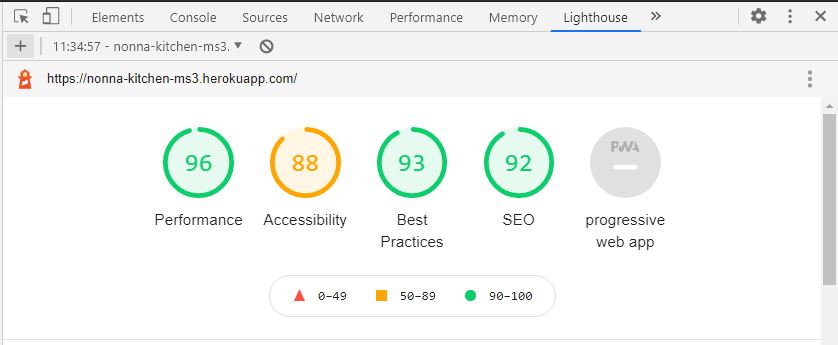 Elements Console Sources Network Performance Memory Lighthouse »
11:34:57 - nonna-kitchen-ms3.
https://nonna-kitchen-ms3.herokuapp.com/
96 88 93 92 PWA
Performance Accessibility Best Practices SEO progressive web app
0–49 50–89 90–100